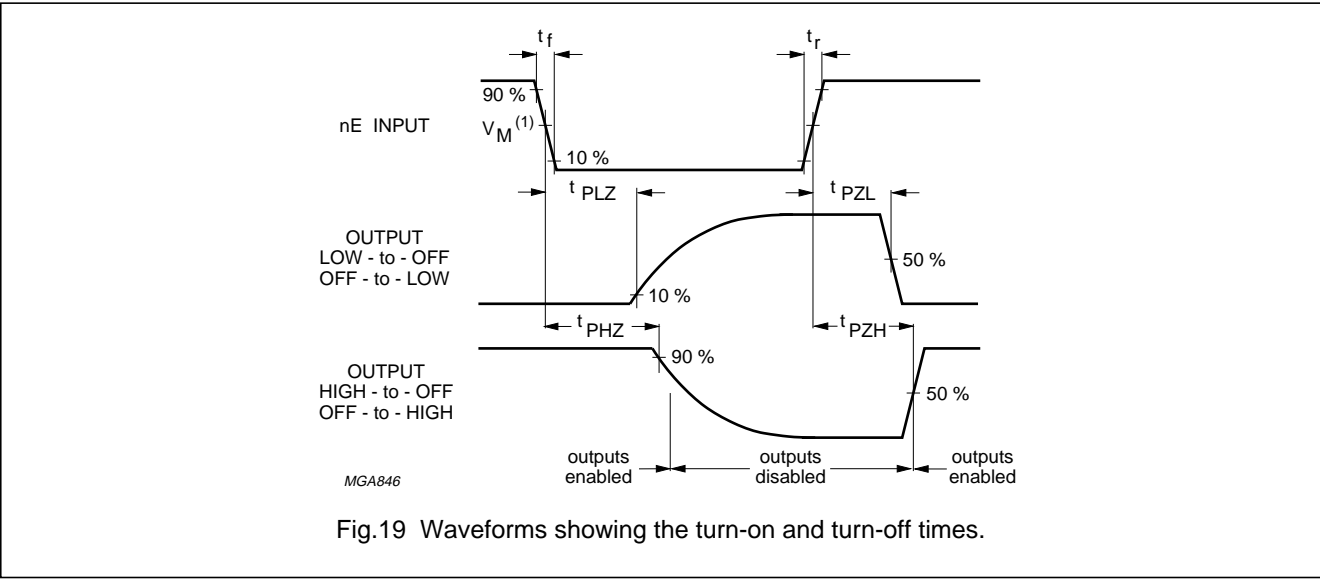 t f
t r
90 %
nE INPUT
V M (1)
10 %
t PLZ
t PZL
OUTPUT
LOW - to - OFF
OFF - to - LOW
50 %
10 %
t PHZ
t PZH
90 %
OUTPUT
HIGH - to - OFF
OFF - to - HIGH
50 %
outputs
enabled
outputs
disabled
outputs
enabled
MGA846
Fig.19 Waveforms showing the turn-on and turn-off times.